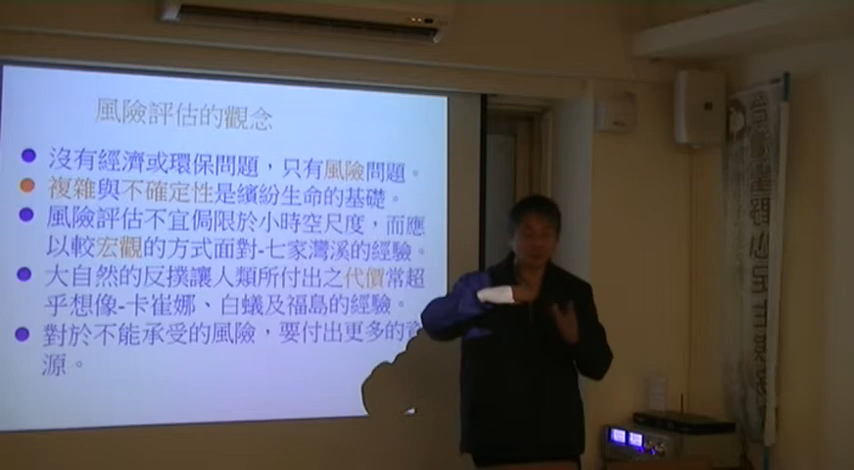 風險評估的觀念
沒有經濟或環保問題，只有風險問題。
複雜與不確定性是繽紛生命的基礎。
風險評估不宜侷限於小時空尺度，而應
以較宏觀的方式面對-七家灣溪的經驗。
大自然的反撲讓人類所付出之代價常超
乎想像-卡崔娜、白蟻及福島的經驗。
對於不能承受的風險，要付出更多的資
源。